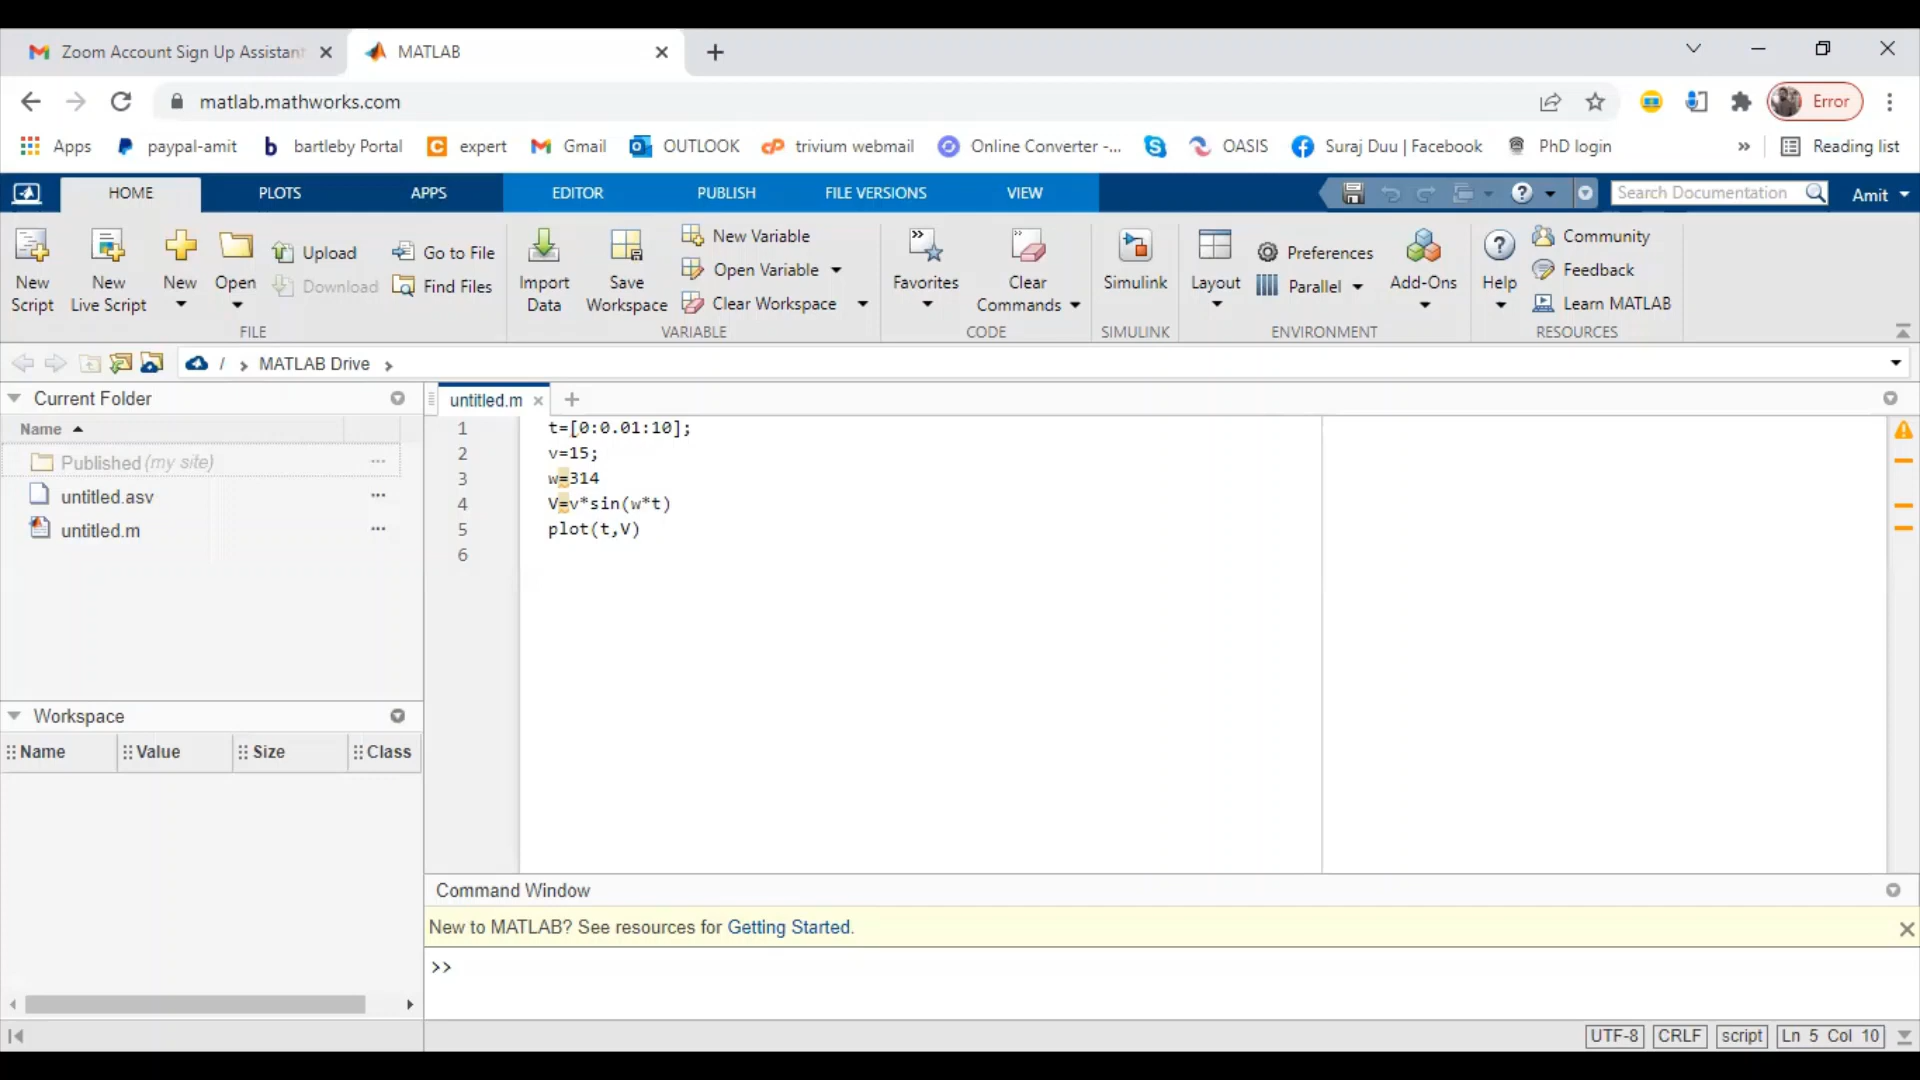 Zoom Account Sign Up Assistant
MATLAB
matlab.mathworks.com
Error
Apps paypal-amit bartleby Portal expert Gmail OUTLOOK trivium webmail Online Converter -... OASIS Suraj Duu | Facebook PhD login » Reading list
HOME PLOTS APPS EDITOR PUBLISH FILE VERSIONS VIEW Search Documentation Amit
New Script
New Live Script
New
Open
Upload
Download
Go to File
Find Files
FILE
Import Data
Save Workspace
New Variable
Open Variable
Clear Workspace
VARIABLE
Favorites
Clear Commands
CODE
Simulink
SIMULINK
Layout
Preferences
Parallel
Add-Ons
ENVIRONMENT
Help
Community
Feedback
Learn MATLAB
RESOURCES
/ > MATLAB Drive >
Current Folder
Name
Published (my site) ...
untitled.asv ...
untitled.m ...
Workspace
Name Value Size Class
untitled.m
1 t=[0:0.01:10];
2 v=15;
3 w=314
4 V=v*sin(w*t)
5 plot(t,V)
6
Command Window
New to MATLAB? See resources for Getting Started.
>>
UTF-8 CRLF script Ln 5 Col 10